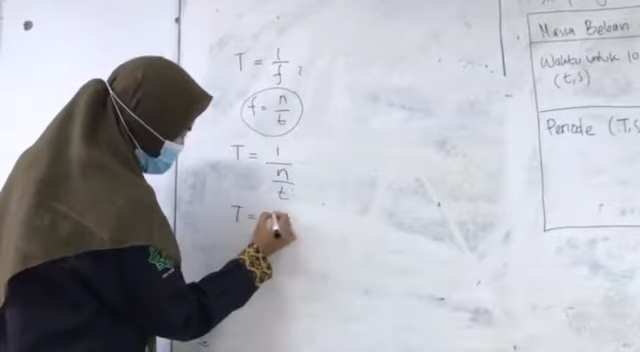 T = 1/f,
f = n/t
T = 1/(n/t)
T =
Massa Beban
Waktu untuk 10
(t,s)
Periode (T,s